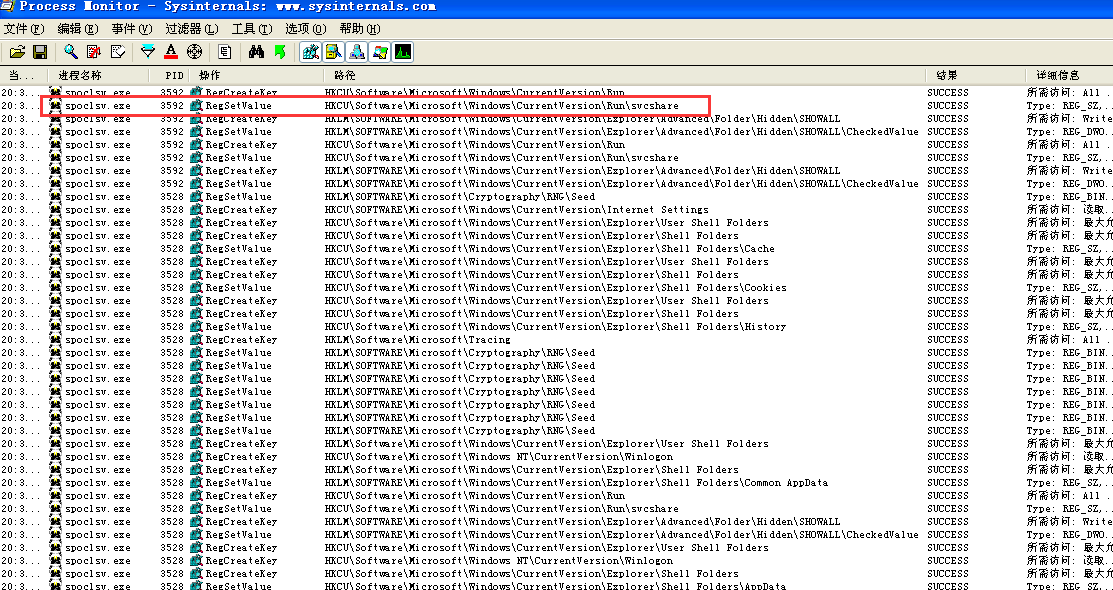 Process Monitor - Sysinternals: www.sysinternals.com
文件(F) 编辑(E) 事件(V) 过滤器(L) 工具(T) 选项(O) 帮助(H)
当... 进程名称 PID 操作 路径 结果 详细信息
20:3... spoclsv.exe 3592 RegCreateKey HKCU\Software\Microsoft\Windows\CurrentVersion\Run SUCCESS 所需访问: All ...
20:3... spoclsv.exe 3592 RegSetValue HKCU\Software\Microsoft\Windows\CurrentVersion\Run\svcshare SUCCESS Type: REG_SZ,...
20:3... spoclsv.exe 3592 RegCreateKey HKLM\SOFTWARE\Microsoft\Windows\CurrentVersion\Explorer\Advanced\Folder\Hidden\SHOWALL SUCCESS 所需访问: Write
20:3... spoclsv.exe 3592 RegSetValue HKLM\SOFTWARE\Microsoft\Windows\CurrentVersion\Explorer\Advanced\Folder\Hidden\SHOWALL\CheckedValue SUCCESS Type: REG_DWO...
20:3... spoclsv.exe 3592 RegCreateKey HKCU\Software\Microsoft\Windows\CurrentVersion\Run SUCCESS 所需访问: All ...
20:3... spoclsv.exe 3592 RegSetValue HKCU\Software\Microsoft\Windows\CurrentVersion\Run\svcshare SUCCESS Type: REG_SZ,...
20:3... spoclsv.exe 3592 RegCreateKey HKLM\SOFTWARE\Microsoft\Windows\CurrentVersion\Explorer\Advanced\Folder\Hidden\SHOWALL SUCCESS 所需访问: Write
20:3... spoclsv.exe 3592 RegSetValue HKLM\SOFTWARE\Microsoft\Windows\CurrentVersion\Explorer\Advanced\Folder\Hidden\SHOWALL\CheckedValue SUCCESS Type: REG_DWO...
20:3... spoclsv.exe 3528 RegSetValue HKLM\SOFTWARE\Microsoft\Cryptography\RNG\Seed SUCCESS Type: REG_BIN...
20:3... spoclsv.exe 3528 RegCreateKey HKCU\Software\Microsoft\Windows\CurrentVersion\Internet Settings SUCCESS 所需访问: 读取...
20:3... spoclsv.exe 3528 RegCreateKey HKCU\Software\Microsoft\Windows\CurrentVersion\Explorer\User Shell Folders SUCCESS 所需访问: 最大允
20:3... spoclsv.exe 3528 RegCreateKey HKCU\Software\Microsoft\Windows\CurrentVersion\Explorer\Shell Folders SUCCESS 所需访问: 最大允
20:3... spoclsv.exe 3528 RegSetValue HKCU\Software\Microsoft\Windows\CurrentVersion\Explorer\Shell Folders\Cache SUCCESS Type: REG_SZ,...
20:3... spoclsv.exe 3528 RegCreateKey HKCU\Software\Microsoft\Windows\CurrentVersion\Explorer\User Shell Folders SUCCESS 所需访问: 最大允
20:3... spoclsv.exe 3528 RegCreateKey HKCU\Software\Microsoft\Windows\CurrentVersion\Explorer\Shell Folders SUCCESS 所需访问: 最大允
20:3... spoclsv.exe 3528 RegSetValue HKCU\Software\Microsoft\Windows\CurrentVersion\Explorer\Shell Folders\Cookies SUCCESS Type: REG_SZ,...
20:3... spoclsv.exe 3528 RegCreateKey HKCU\Software\Microsoft\Windows\CurrentVersion\Explorer\User Shell Folders SUCCESS 所需访问: 最大允
20:3... spoclsv.exe 3528 RegCreateKey HKCU\Software\Microsoft\Windows\CurrentVersion\Explorer\Shell Folders SUCCESS 所需访问: 最大允
20:3... spoclsv.exe 3528 RegSetValue HKCU\Software\Microsoft\Windows\CurrentVersion\Explorer\Shell Folders\History SUCCESS Type: REG_SZ,...
20:3... spoclsv.exe 3528 RegCreateKey HKLM\Software\Microsoft\Tracing SUCCESS 所需访问: All ...
20:3... spoclsv.exe 3528 RegSetValue HKLM\SOFTWARE\Microsoft\Cryptography\RNG\Seed SUCCESS Type: REG_BIN...
20:3... spoclsv.exe 3528 RegSetValue HKLM\SOFTWARE\Microsoft\Cryptography\RNG\Seed SUCCESS Type: REG_BIN...
20:3... spoclsv.exe 3528 RegSetValue HKLM\SOFTWARE\Microsoft\Cryptography\RNG\Seed SUCCESS Type: REG_BIN...
20:3... spoclsv.exe 3528 RegSetValue HKLM\SOFTWARE\Microsoft\Cryptography\RNG\Seed SUCCESS Type: REG_BIN...
20:3... spoclsv.exe 3528 RegSetValue HKLM\SOFTWARE\Microsoft\Cryptography\RNG\Seed SUCCESS Type: REG_BIN...
20:3... spoclsv.exe 3528 RegSetValue HKLM\SOFTWARE\Microsoft\Cryptography\RNG\Seed SUCCESS Type: REG_BIN...
20:3... spoclsv.exe 3528 RegSetValue HKLM\SOFTWARE\Microsoft\Cryptography\RNG\Seed SUCCESS Type: REG_BIN...
20:3... spoclsv.exe 3528 RegCreateKey HKLM\Software\Microsoft\Windows\CurrentVersion\Explorer\User Shell Folders SUCCESS 所需访问: 最大允
20:3... spoclsv.exe 3528 RegCreateKey HKCU\Software\Microsoft\Windows NT\CurrentVersion\Winlogon SUCCESS 所需访问: 读取...
20:3... spoclsv.exe 3528 RegCreateKey HKLM\Software\Microsoft\Windows\CurrentVersion\Explorer\Shell Folders SUCCESS 所需访问: 最大允
20:3... spoclsv.exe 3528 RegSetValue HKLM\SOFTWARE\Microsoft\Windows\CurrentVersion\Explorer\Shell Folders\Common AppData SUCCESS Type: REG_SZ,...
20:3... spoclsv.exe 3528 RegCreateKey HKCU\Software\Microsoft\Windows\CurrentVersion\Run SUCCESS 所需访问: All ...
20:3... spoclsv.exe 3528 RegSetValue HKCU\Software\Microsoft\Windows\CurrentVersion\Run\svcshare SUCCESS Type: REG_SZ,...
20:3... spoclsv.exe 3528 RegCreateKey HKLM\SOFTWARE\Microsoft\Windows\CurrentVersion\Explorer\Advanced\Folder\Hidden\SHOWALL SUCCESS 所需访问: Write
20:3... spoclsv.exe 3528 RegSetValue HKLM\SOFTWARE\Microsoft\Windows\CurrentVersion\Explorer\Advanced\Folder\Hidden\SHOWALL\CheckedValue SUCCESS Type: REG_DWO...
20:3... spoclsv.exe 3528 RegCreateKey HKCU\Software\Microsoft\Windows\CurrentVersion\Explorer\User Shell Folders SUCCESS 所需访问: 最大允
20:3... spoclsv.exe 3528 RegCreateKey HKCU\Software\Microsoft\Windows NT\CurrentVersion\Winlogon SUCCESS 所需访问: 读取...
20:3... spoclsv.exe 3528 RegCreateKey HKCU\Software\Microsoft\Windows\CurrentVersion\Explorer\Shell Folders SUCCESS 所需访问: 最大允
20:3... spoclsv.exe 3528 RegSetValue HKCU\Software\Microsoft\Windows\CurrentVersion\Explorer\Shell Folders\AppData SUCCESS Type: REG_SZ,...